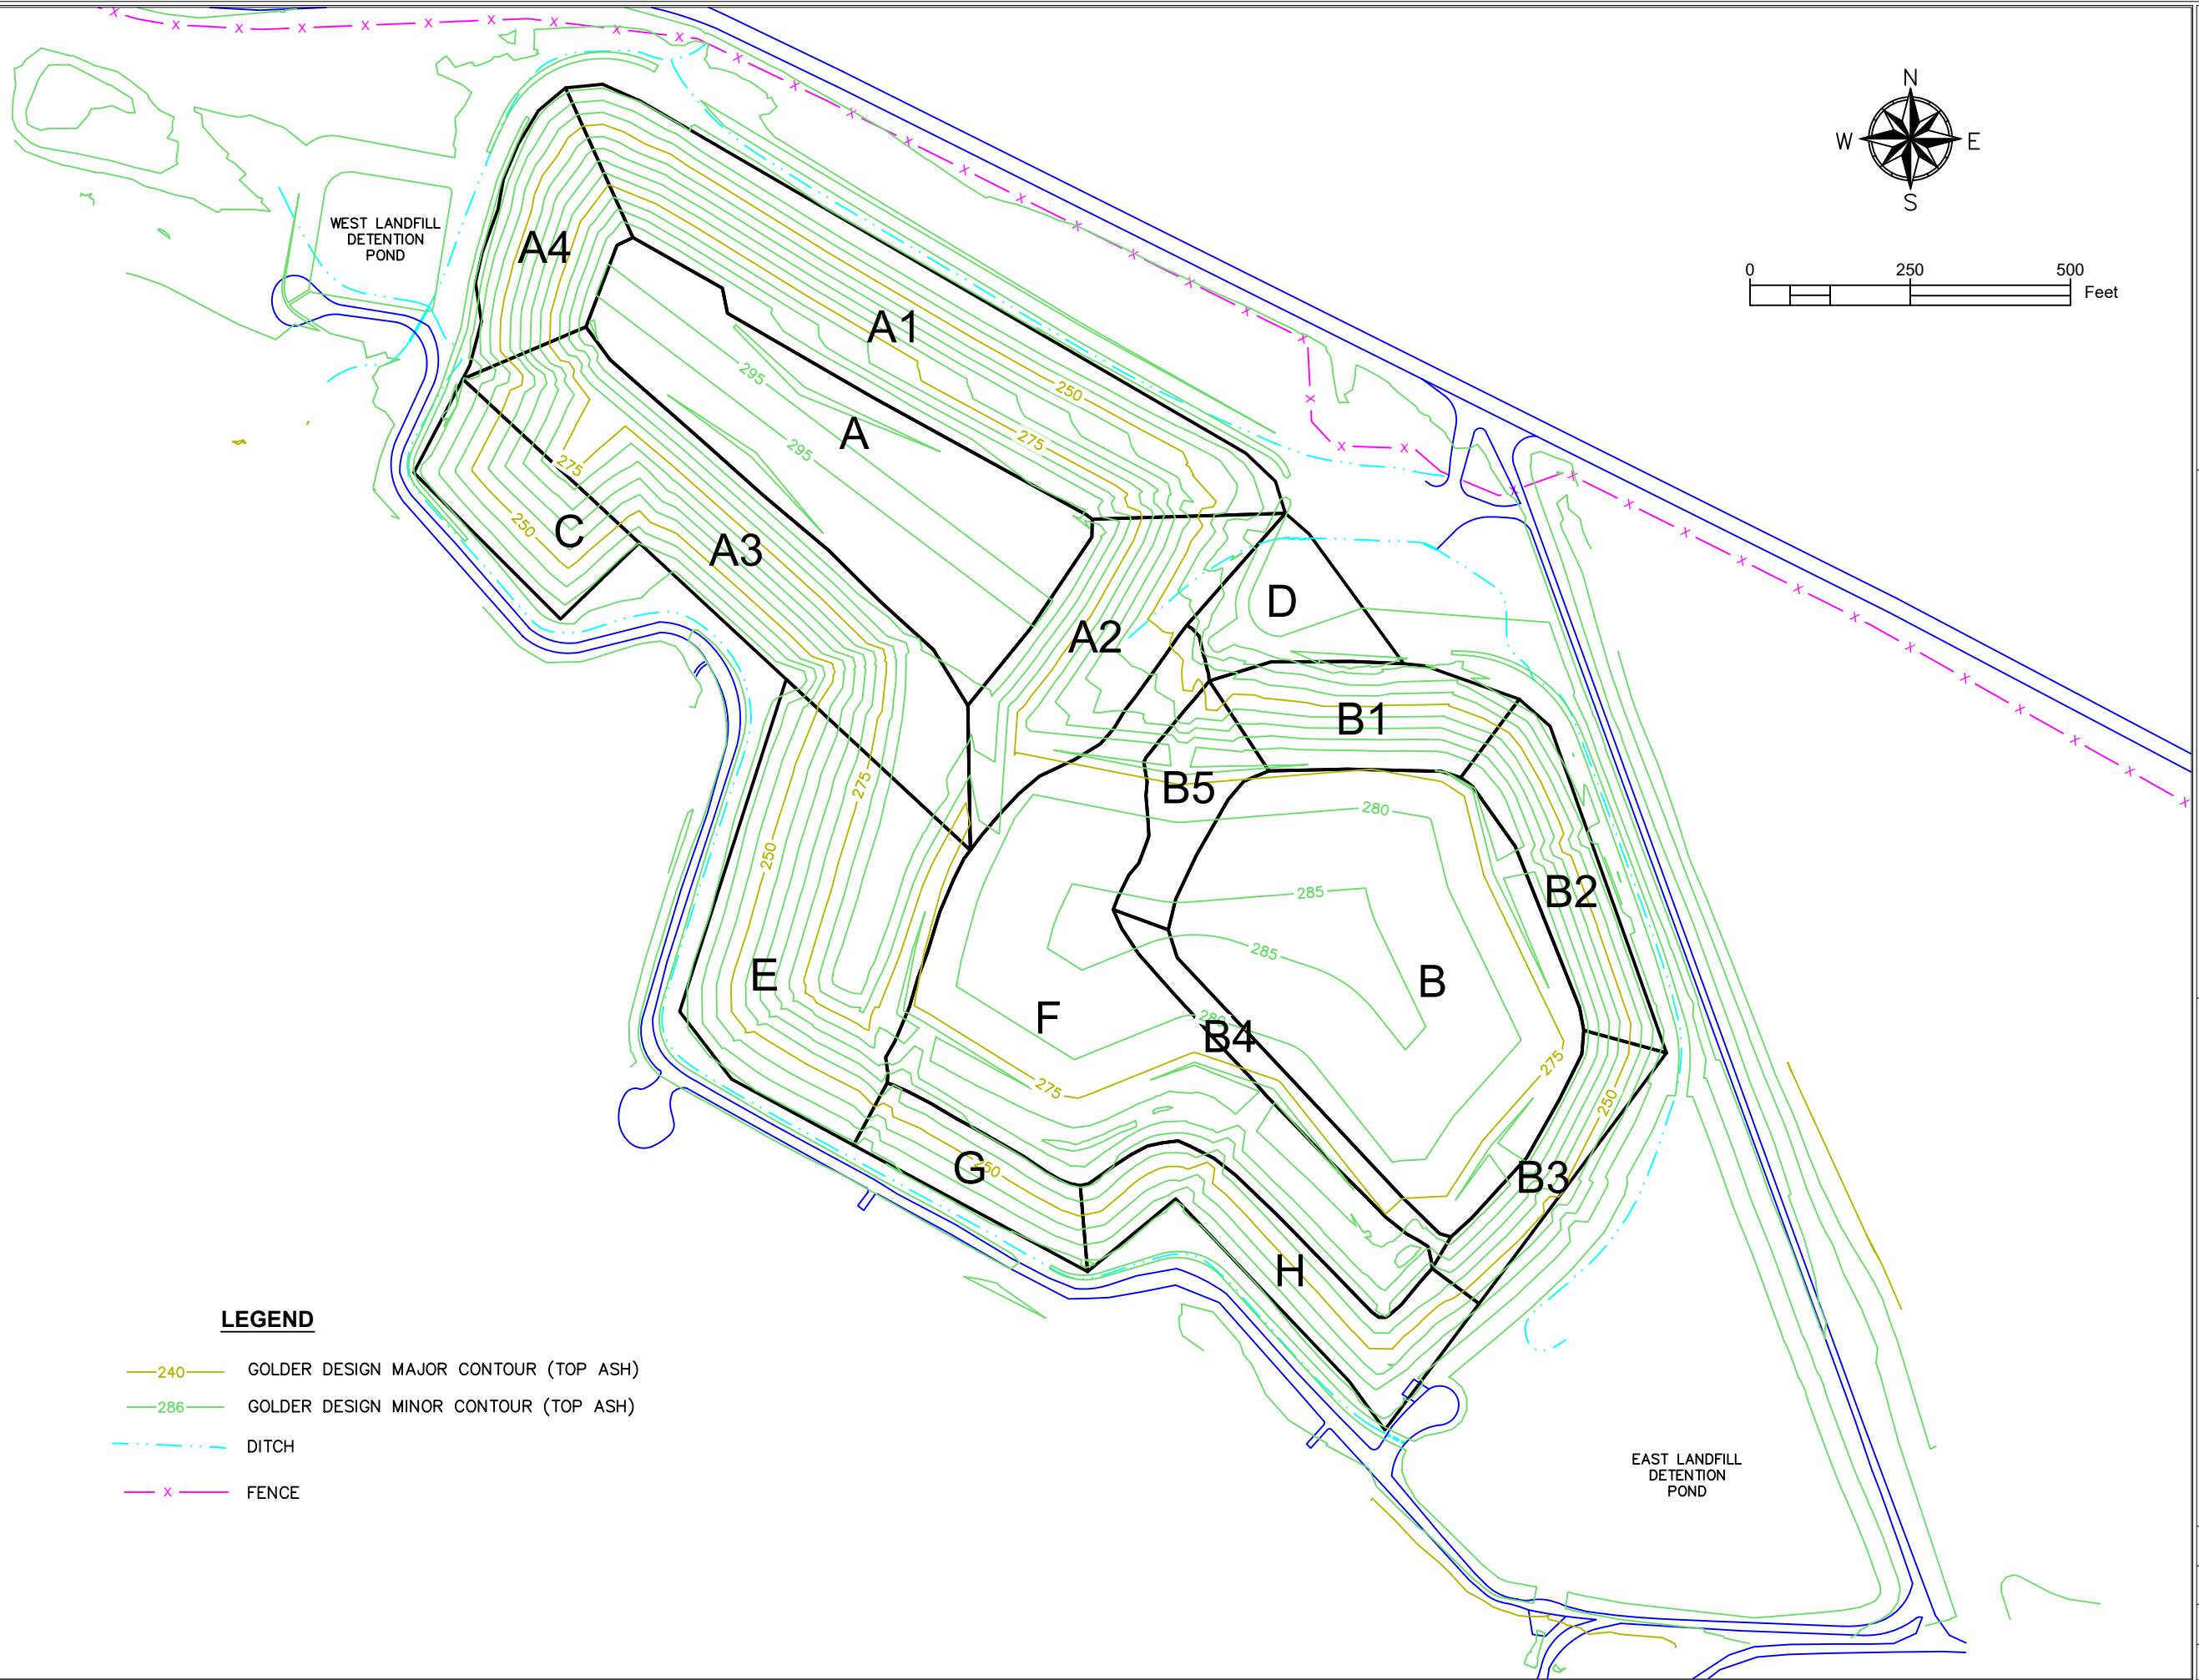 N
W E
S
0 250 500
Feet
WEST LANDFILL
DETENTION
POND
A4
A1
295
250
A
275
295
275
250
C
A3
D
A2
B1
275
B5
280
250
285
B2
285
E
B
F
280
B4
275
275
250
G
250
B3
H
LEGEND
240 GOLDER DESIGN MAJOR CONTOUR (TOP ASH)
286 GOLDER DESIGN MINOR CONTOUR (TOP ASH)
DITCH
X FENCE
EAST LANDFILL
DETENTION
POND